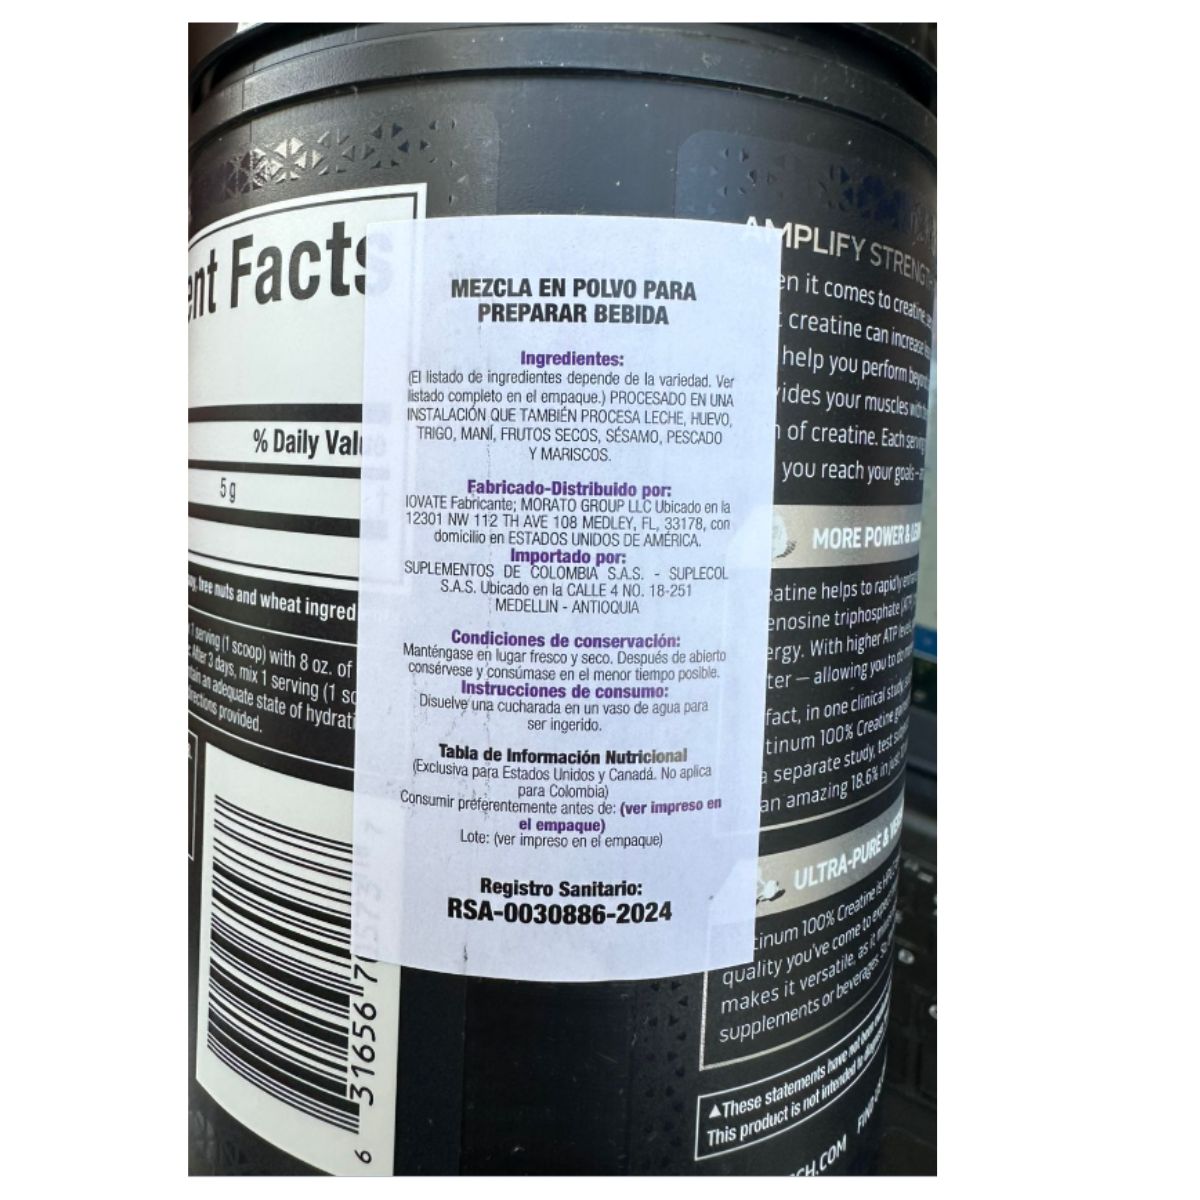 Facts
% Daily Val
5 g
tree nuts and wheat ingred
1 serving (1 scoop) with 8 oz. of
After 3 days, mix 1 serving (1 sc
an adequate state of hydrati
provided.
6 31656 7
MEZCLA EN POLVO PARA
PREPARAR BEBIDA
Ingredientes:
(El listado de ingredientes depende de la variedad. Ver
listado completo en el empaque.) PROCESADO EN UNA
INSTALACIÓN QUE TAMBIÉN PROCESA LECHE, HUEVO,
TRIGO, MANÍ, FRUTOS SECOS, SÉSAMO, PESCADO
Y MARISCOS.
Fabricado-Distribuido por:
IOVATE Fabricante; MORATO GROUP LLC Ubicado en la
12301 NW 112 TH AVE 108 MEDLEY, FL, 33178, con
domicilio en ESTADOS UNIDOS DE AMÉRICA.
Importado por:
SUPLEMENTOS DE COLOMBIA S.A.S. - SUPLECOL
S.A.S. Ubicado en la CALLE 4 NO. 18-251
MEDELLIN - ANTIOQUIA
Condiciones de conservación:
Manténgase en lugar fresco y seco. Después de abierto
consérvese y consúmase en el menor tiempo posible.
Instrucciones de consumo:
Disuelve una cucharada en un vaso de agua para
ser ingerido.
Tabla de Información Nutricional
(Exclusiva para Estados Unidos y Canadá. No aplica
para Colombia)
Consumir preferentemente antes de: (ver impreso en
el empaque)
Lote: (ver impreso en el empaque)
Registro Sanitario:
RSA-0030886-2024
AMPLIFY STRENGTH
en it comes to creatine
creatine can increase
help you perform
ides your muscles with
of creatine. Each
you reach your goals
MORE POWER &
eatine helps to rapidly
enosine triphosphate
ergy. With higher ATP
ter — allowing you to do
fact, in one clinical study
tinum 100% Creatine
separate study, test
an amazing 18.6% in just
ULTRA-PURE &
tinum 100% Creatine is
quality you've come to expect
makes it versatile, as it
supplements or beverages.
▲These statements have not been
This product is not intended to
CH.COM